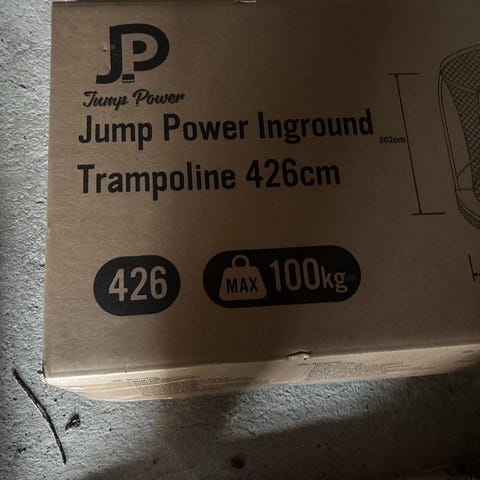 JP
Jump Power
Jump Power Inground
Trampoline 426cm
202cm
426
MAX 100kg